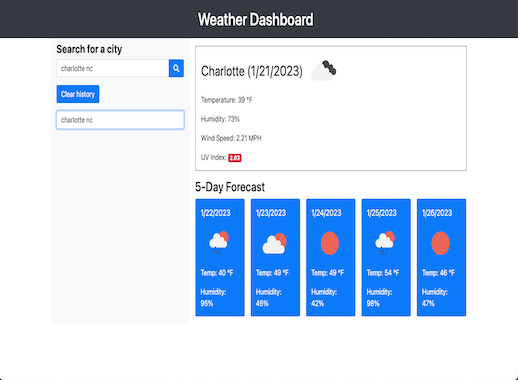 Weather Dashboard
Search for a city
charlotte nc
Clear history
charlotte nc
Charlotte (1/21/2023)
Temperature: 39 °F
Humidity: 73%
Wind Speed: 2.21 MPH
UV Index: 2.63
5-Day Forecast
1/22/2023
Temp: 40 °F
Humidity:
95%
1/23/2023
Temp: 49 °F
Humidity:
45%
1/24/2023
Temp: 49 °F
Humidity:
42%
1/25/2023
Temp: 54 °F
Humidity:
98%
1/26/2023
Temp: 46 °F
Humidity:
47%